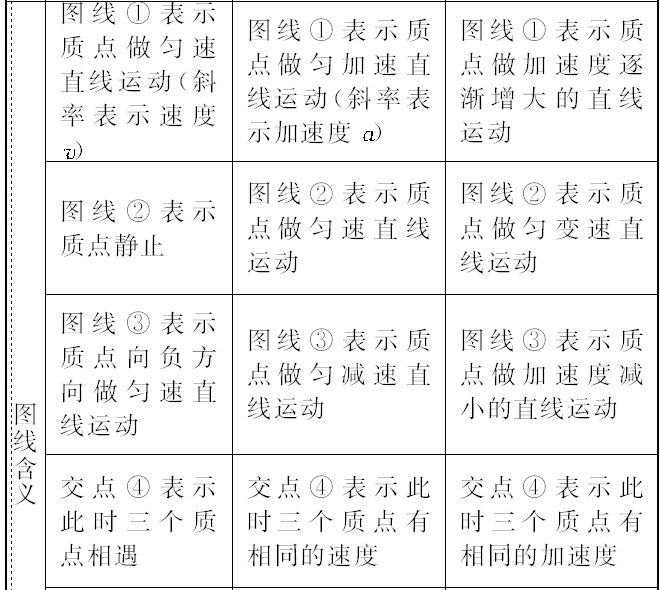 图线含义
图线①表示
质点做匀速
直线运动(斜
率表示速度
v)
图线①表示质
点做匀加速直
线运动(斜率表
示加速度 a)
图线①表示质
点做加速度逐
渐增大的直线
运动
图线②表示
质点静止
图线②表示质
点做匀速直线
运动
图线②表示质
点做匀变速直
线运动
图线③表示
质点向负方
向做匀速直
线运动
图线③表示质
点做匀减速直
线运动
图线③表示质
点做加速度减
小的直线运动
交点④表示
此时三个质
点相遇
交点④表示此
时三个质点有
相同的速度
交点④表示此
时三个质点有
相同的加速度